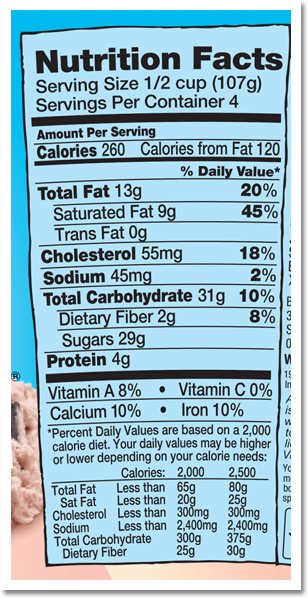 Nutrition Facts
Serving Size 1/2 cup (107g)
Servings Per Container 4
Amount Per Serving
Calories 260 Calories from Fat 120
% Daily Value*
Total Fat 13g 20%
Saturated Fat 9g 45%
Trans Fat 0g
Cholesterol 55mg 18%
Sodium 45mg 2%
Total Carbohydrate 31g 10%
Dietary Fiber 2g 8%
Sugars 29g
Protein 4g
Vitamin A 8% • Vitamin C 0%
Calcium 10% • Iron 10%
*Percent Daily Values are based on a 2,000
calorie diet. Your daily values may be higher
or lower depending on your calorie needs:
Calories: 2,000 2,500
Total Fat Less than 65g 80g
Sat Fat Less than 20g 25g
Cholesterol Less than 300mg 300mg
Sodium Less than 2,400mg 2,400mg
Total Carbohydrate 300g 375g
Dietary Fiber 25g 30g
®